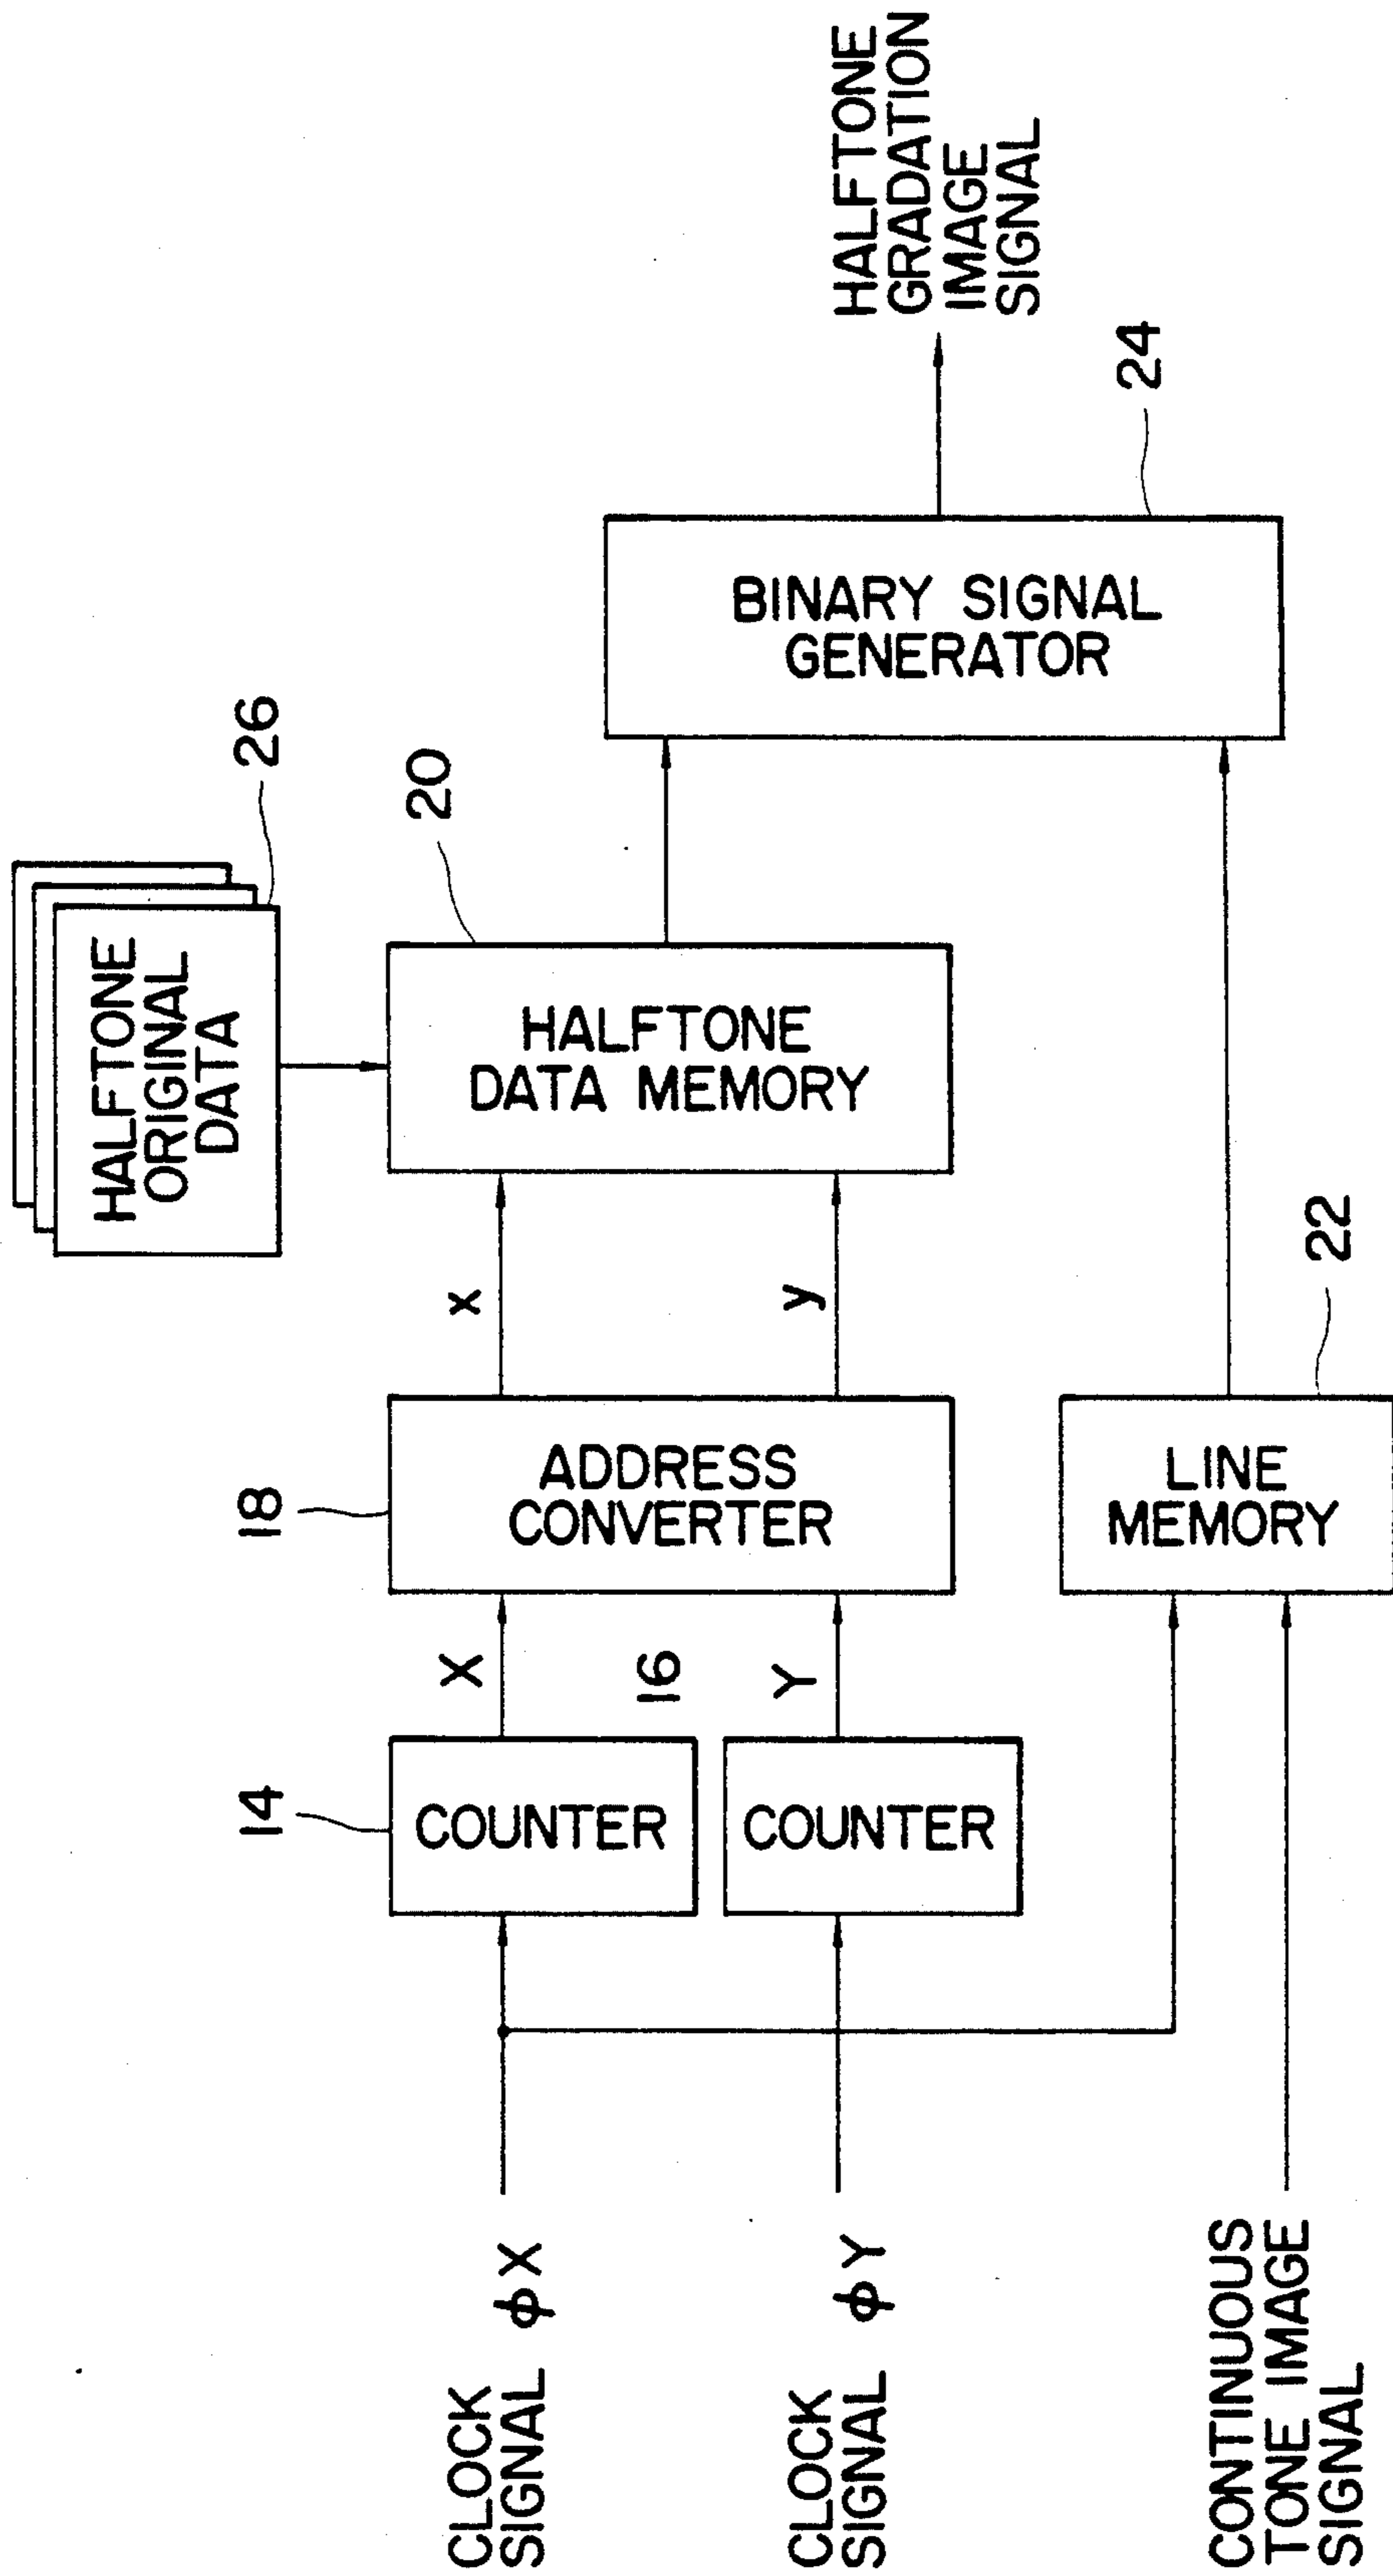 CLOCK
SIGNAL φX
CLOCK
SIGNAL φY
CONTINUOUS
TONE IMAGE
SIGNAL
14
COUNTER
X
16
COUNTER
Y
18
ADDRESS
CONVERTER
x
y
LINE
MEMORY
22
HALFTONE
ORIGINAL
DATA
26
HALFTONE
DATA MEMORY
20
BINARY SIGNAL
GENERATOR
24
HALFTONE
GRADATION
IMAGE
SIGNAL